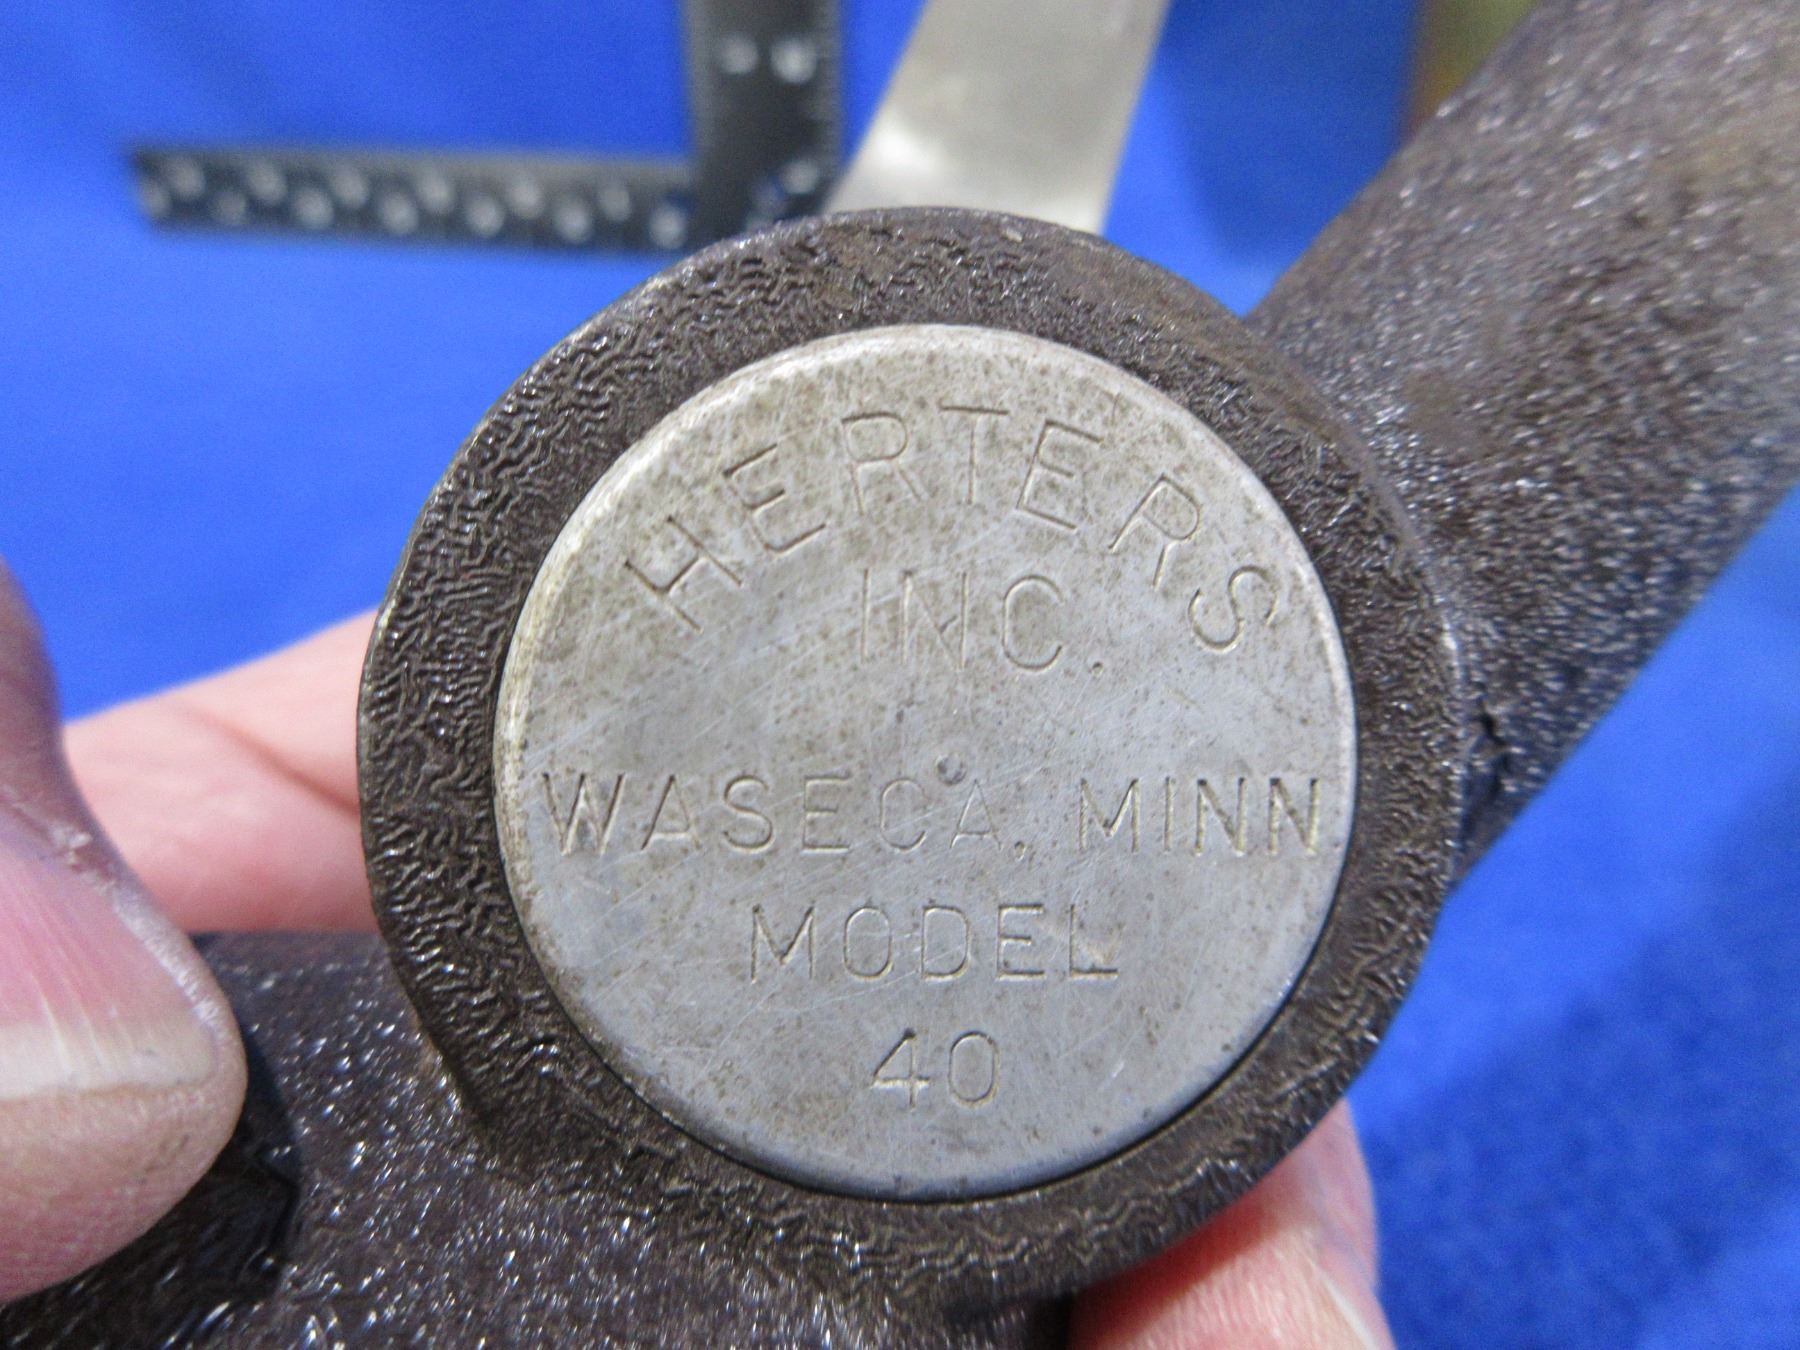 HERTERS
INC.
WASECA, MINN
MODEL
40